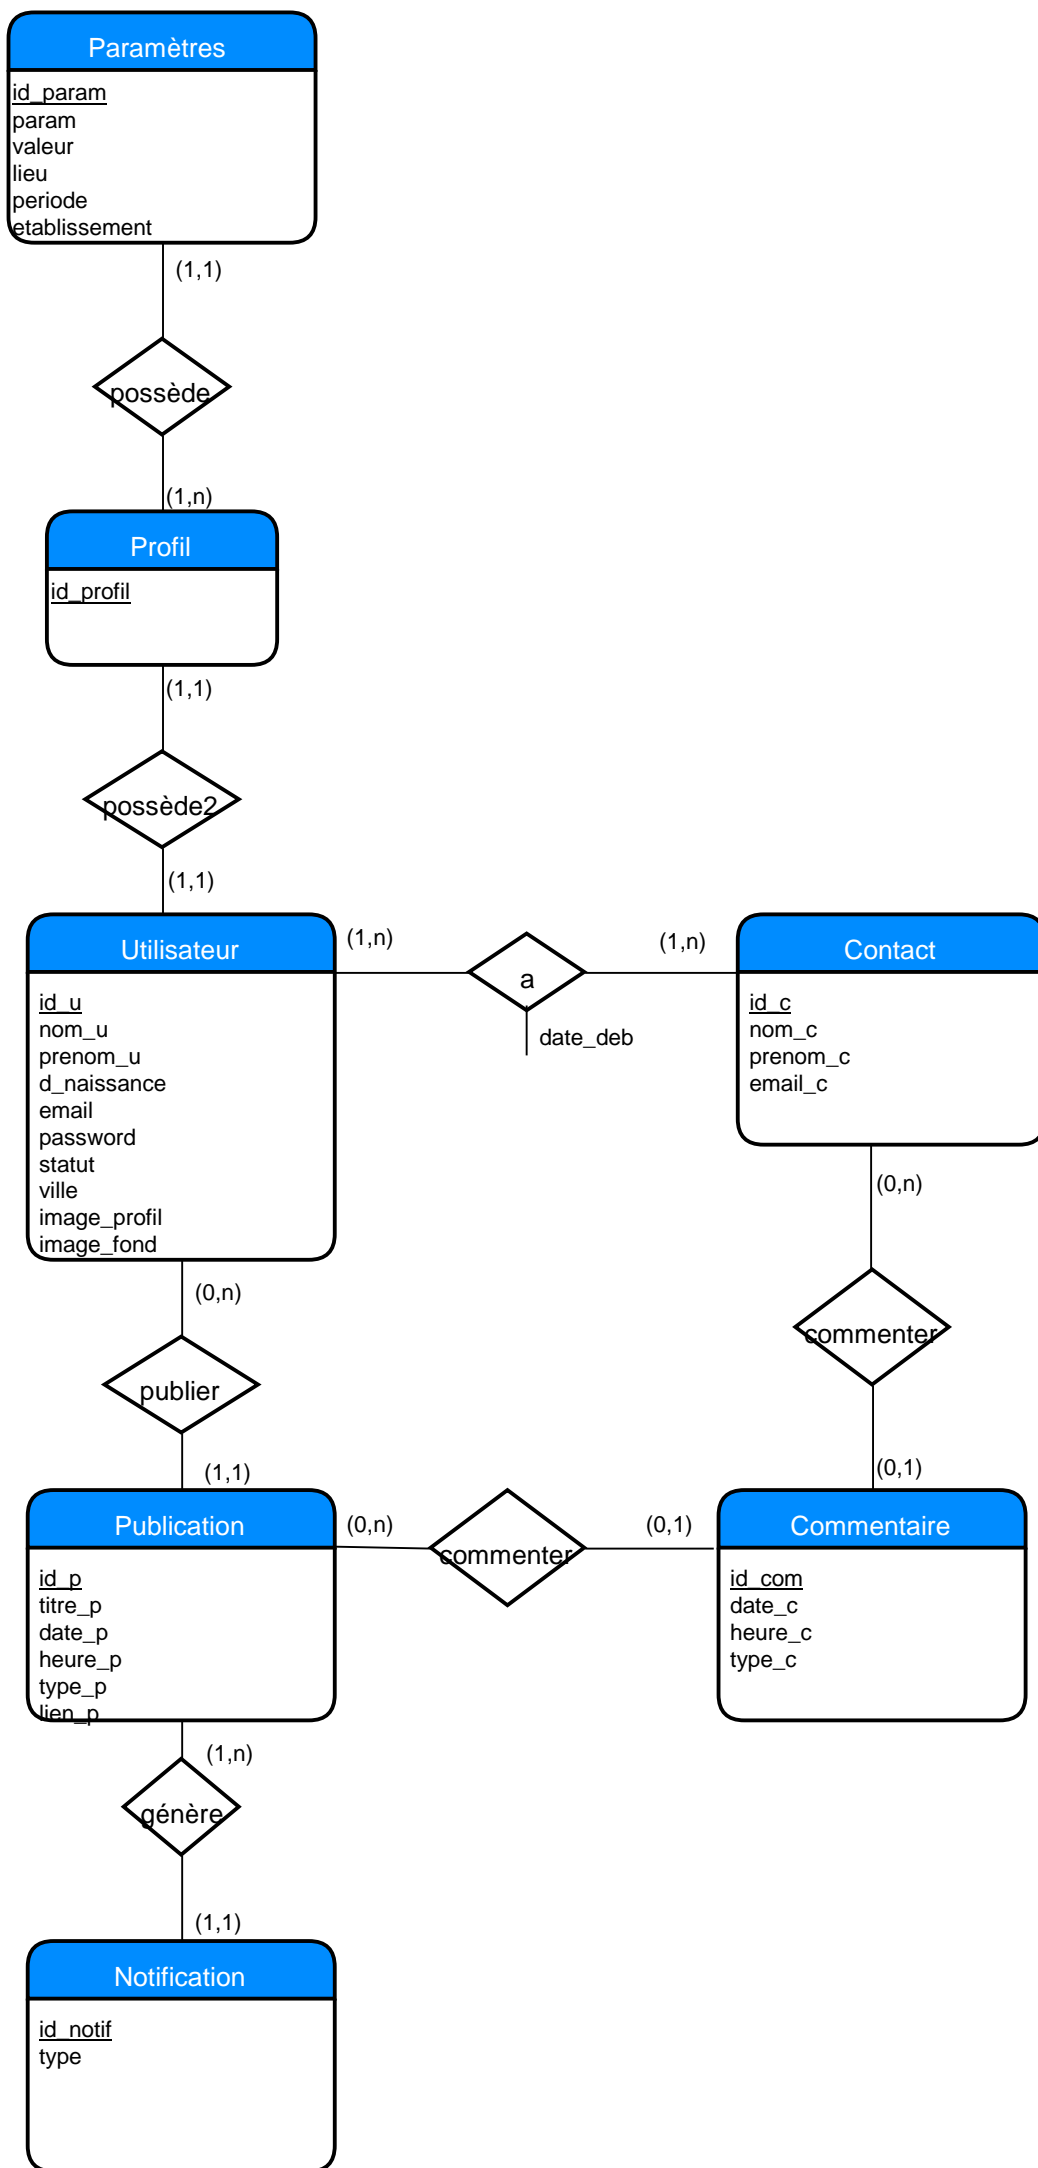 Paramètres
id_param
param
valeur
lieu
periode
etablissement
(1,1)
possède
(1,n)
Profil
id_profil
(1,1)
possède2
(1,1)
Utilisateur
id_u
nom_u
prenom_u
d_naissance
email
password
statut
ville
image_profil
image_fond
(1,n)
a
date_deb
(1,n)
Contact
id_c
nom_c
prenom_c
email_c
(0,n)
commenter
(0,1)
(0,n)
publier
(1,1)
Publication
id_p
titre_p
date_p
heure_p
type_p
lien_p
(0,n)
commenter
(0,1)
Commentaire
id_com
date_c
heure_c
type_c
(1,n)
génère
(1,1)
Notification
id_notif
type